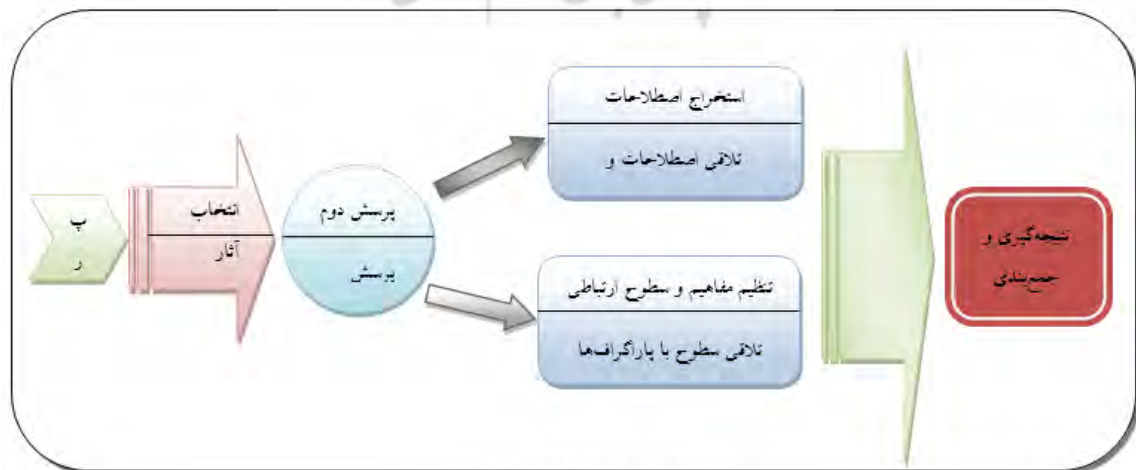 پ
ر
انتخاب
آثار
پرسش دوم
پرسش
استخراج اصطلاحات
تلاقی اصطلاحات و
تنظیم مفاهیم و سطوح ارتباطی
تلاقی سطوح با پاراگراف‌ها
نتیجه‌گیری و
جمع‌بندی